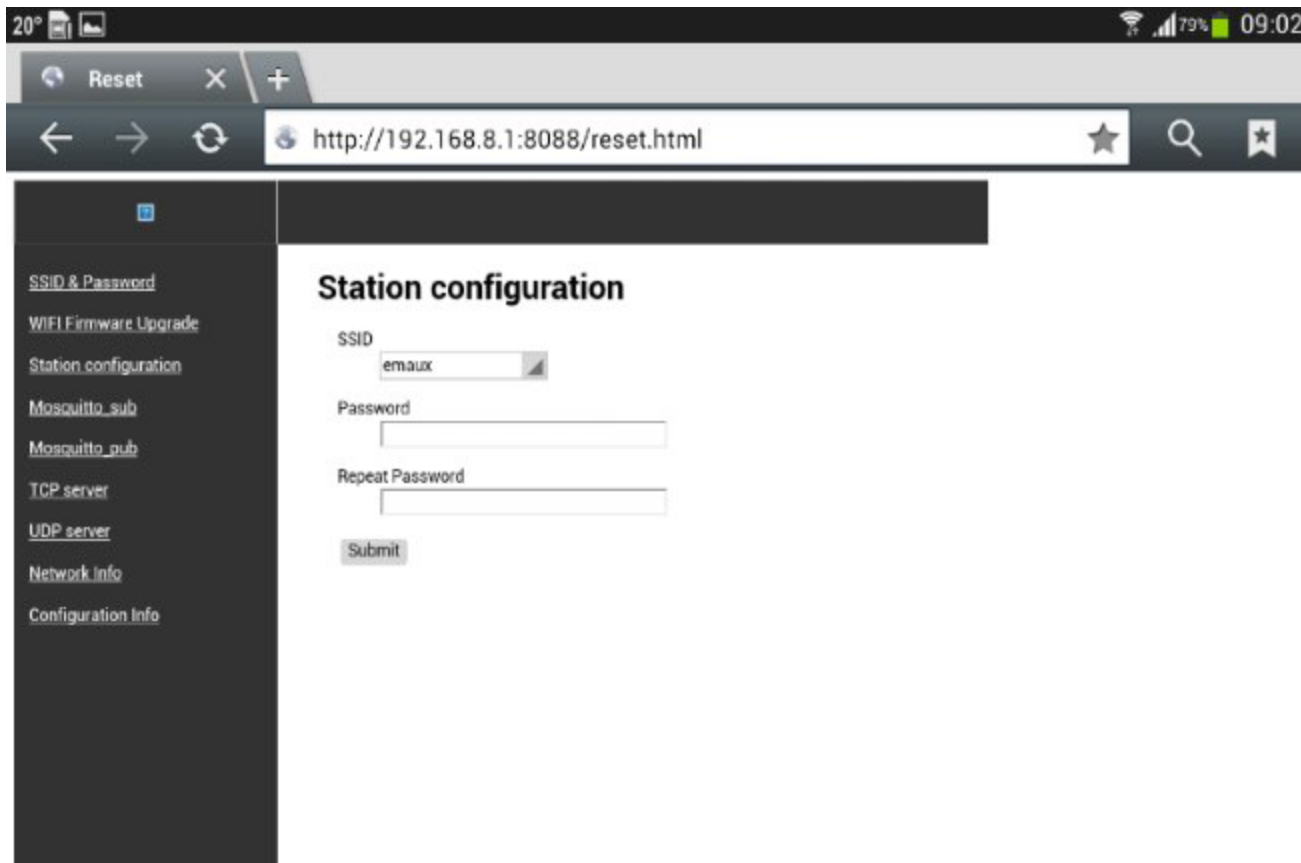 20° 79% 09:02
Reset
http://192.168.8.1:8088/reset.html
SSID & Password
WIFI Firmware Upgrade
Station configuration
Mosquitto_sub
Mosquitto_pub
TCP server
UDP server
Network Info
Configuration Info
Station configuration
SSID
emaux
Password
Repeat Password
Submit